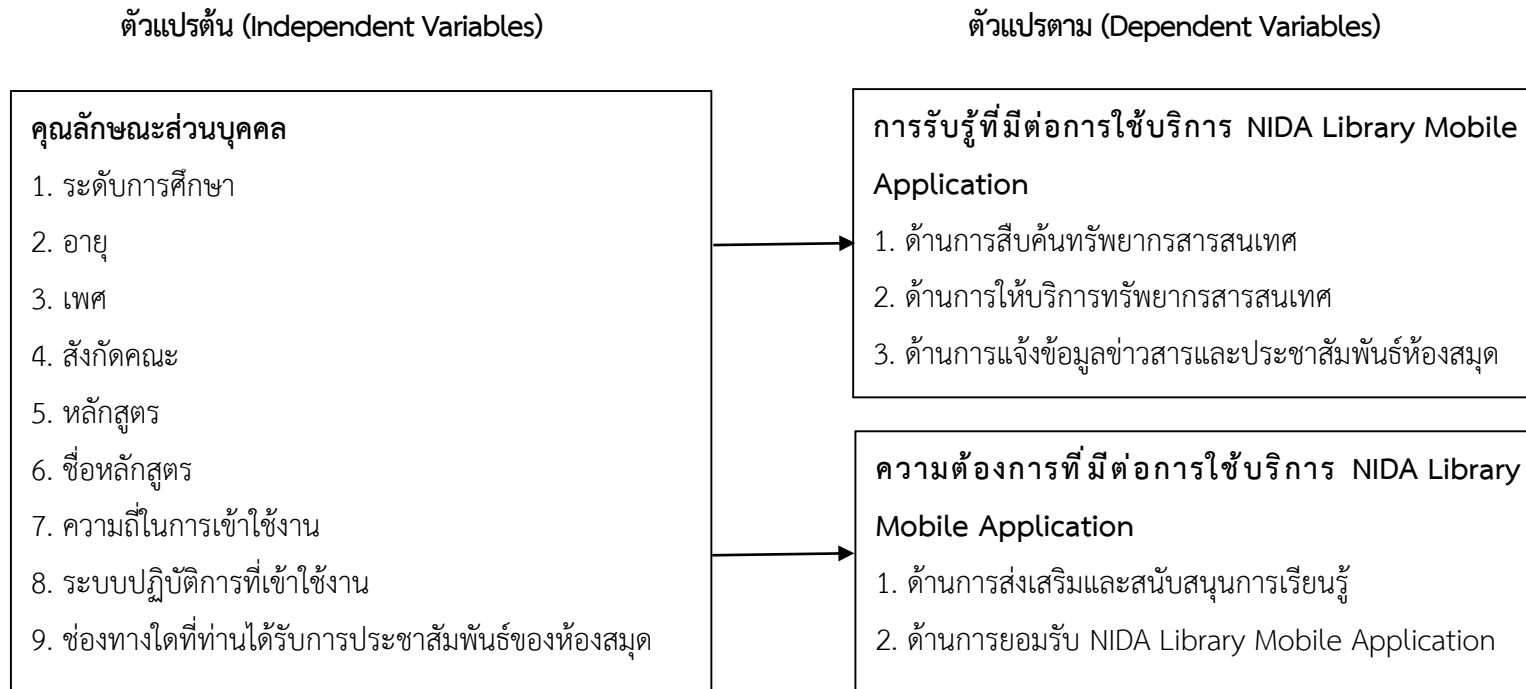 ตัวแปรต้น (Independent Variables)
ตัวแปรตาม (Dependent Variables)
คุณลักษณะส่วนบุคคล
1. ระดับการศึกษา
2. อายุ
3. เพศ
4. สังกัดคณะ
5. หลักสูตร
6. ชื่อหลักสูตร
7. ความถี่ในการเข้าใช้งาน
8. ระบบปฏิบัติการที่เข้าใช้งาน
9. ช่องทางใดที่ท่านได้รับการประชาสัมพันธ์ของห้องสมุด
การรับรู้ที่มีต่อการใช้บริการ NIDA Library Mobile
Application
1. ด้านการสืบค้นทรัพยากรสารสนเทศ
2. ด้านการให้บริการทรัพยากรสารสนเทศ
3. ด้านการแจ้งข้อมูลข่าวสารและประชาสัมพันธ์ห้องสมุด
ความต้องการที่มีต่อการใช้บริการ NIDA Library
Mobile Application
1. ด้านการส่งเสริมและสนับสนุนการเรียนรู้
2. ด้านการยอมรับ NIDA Library Mobile Application